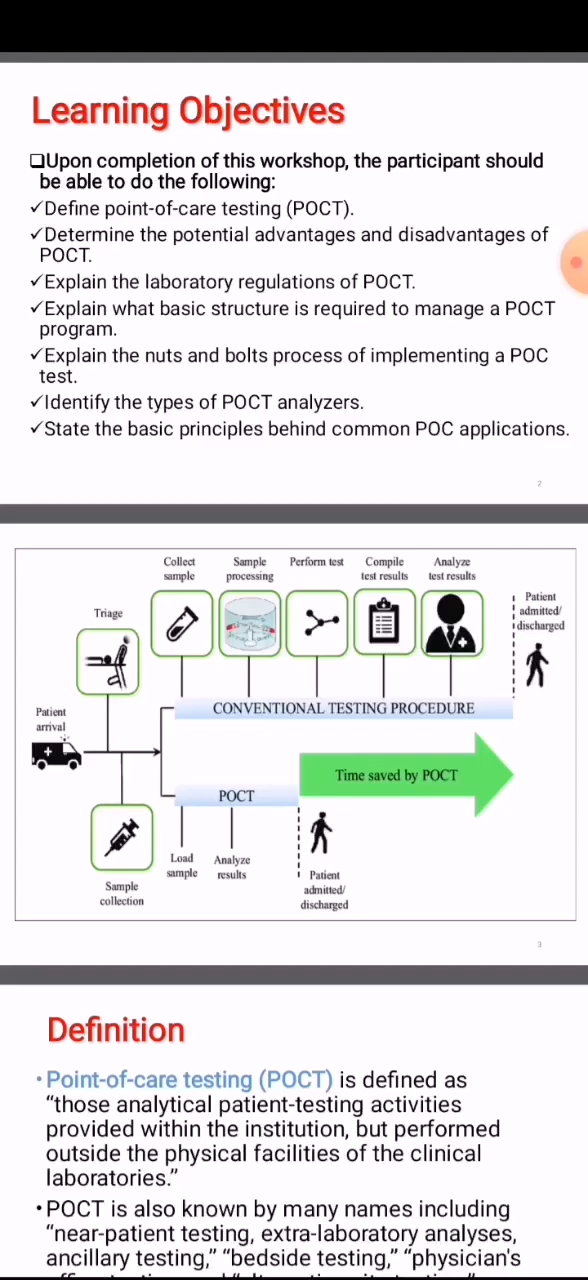 Learning Objectives
❑Upon completion of this workshop, the participant should
be able to do the following:
✓Define point-of-care testing (POCT).
✓Determine the potential advantages and disadvantages of
POCT.
✓Explain the laboratory regulations of POCT.
✓Explain what basic structure is required to manage a POCT
program.
✓Explain the nuts and bolts process of implementing a POC
test.
✓Identify the types of POCT analyzers.
✓State the basic principles behind common POC applications.
2
Collect
sample
Sample
processing
Perform test
Compile
test results
Analyze
test results
Patient
admitted/
discharged
Triage
Patient
arrival
CONVENTIONAL TESTING PROCEDURE
Time saved by POCT
POCT
Load
sample
Analyze
results
Patient
admitted/
discharged
Sample
collection
3
Definition
• Point-of-care testing (POCT) is defined as
“those analytical patient-testing activities
provided within the institution, but performed
outside the physical facilities of the clinical
laboratories.”
• POCT is also known by many names including
“near-patient testing, extra-laboratory analyses,
ancillary testing,” “bedside testing,” “physician's